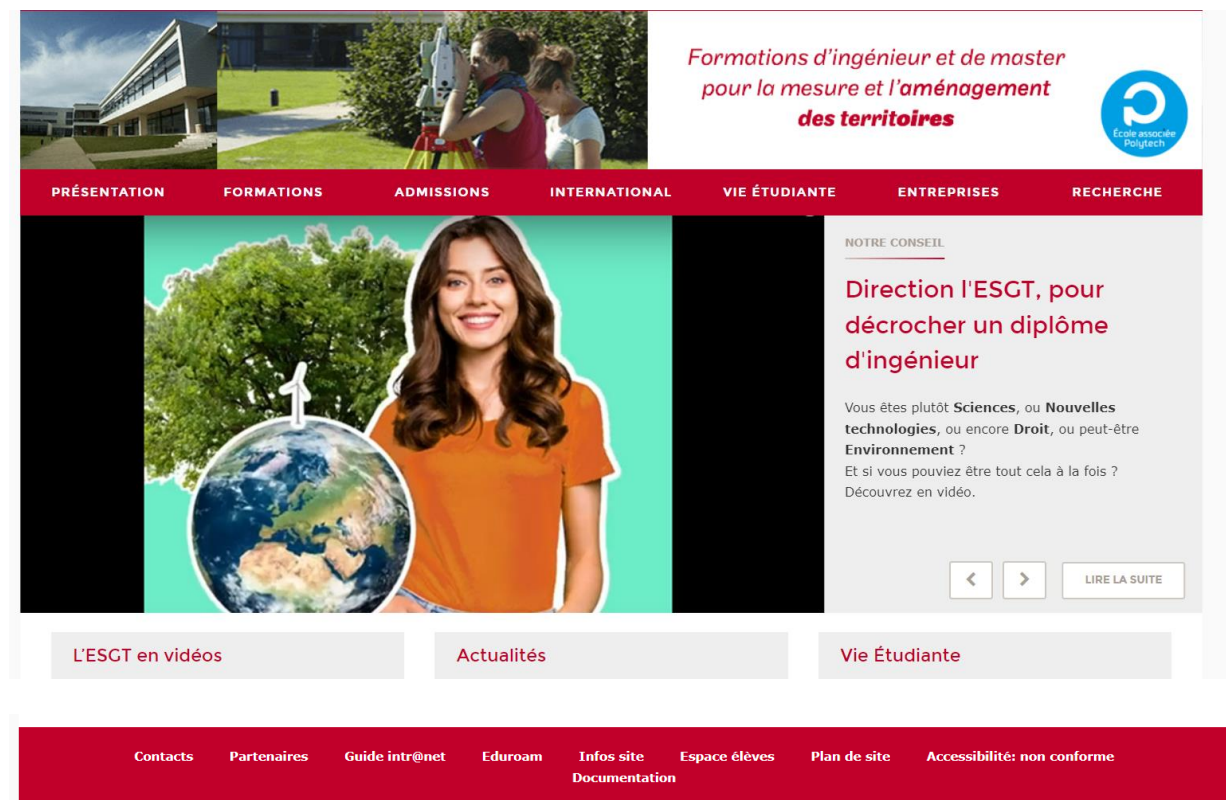 Formations d'ingénieur et de master
pour la mesure et l'aménagement
des territoires
École associée
Polytech
PRÉSENTATION FORMATIONS ADMISSIONS INTERNATIONAL VIE ÉTUDIANTE ENTREPRISES RECHERCHE
NOTRE CONSEIL
Direction l'ESGT, pour
décrocher un diplôme
d'ingénieur
Vous êtes plutôt Sciences, ou Nouvelles
technologies, ou encore Droit, ou peut-être
Environnement ?
Et si vous pouviez être tout cela à la fois ?
Découvrez en vidéo.
LIRE LA SUITE
L'ESGT en vidéos Actualités Vie Étudiante
Contacts Partenaires Guide intr@net Eduroam Infos site Espace élèves Plan de site Accessibilité: non conforme
Documentation